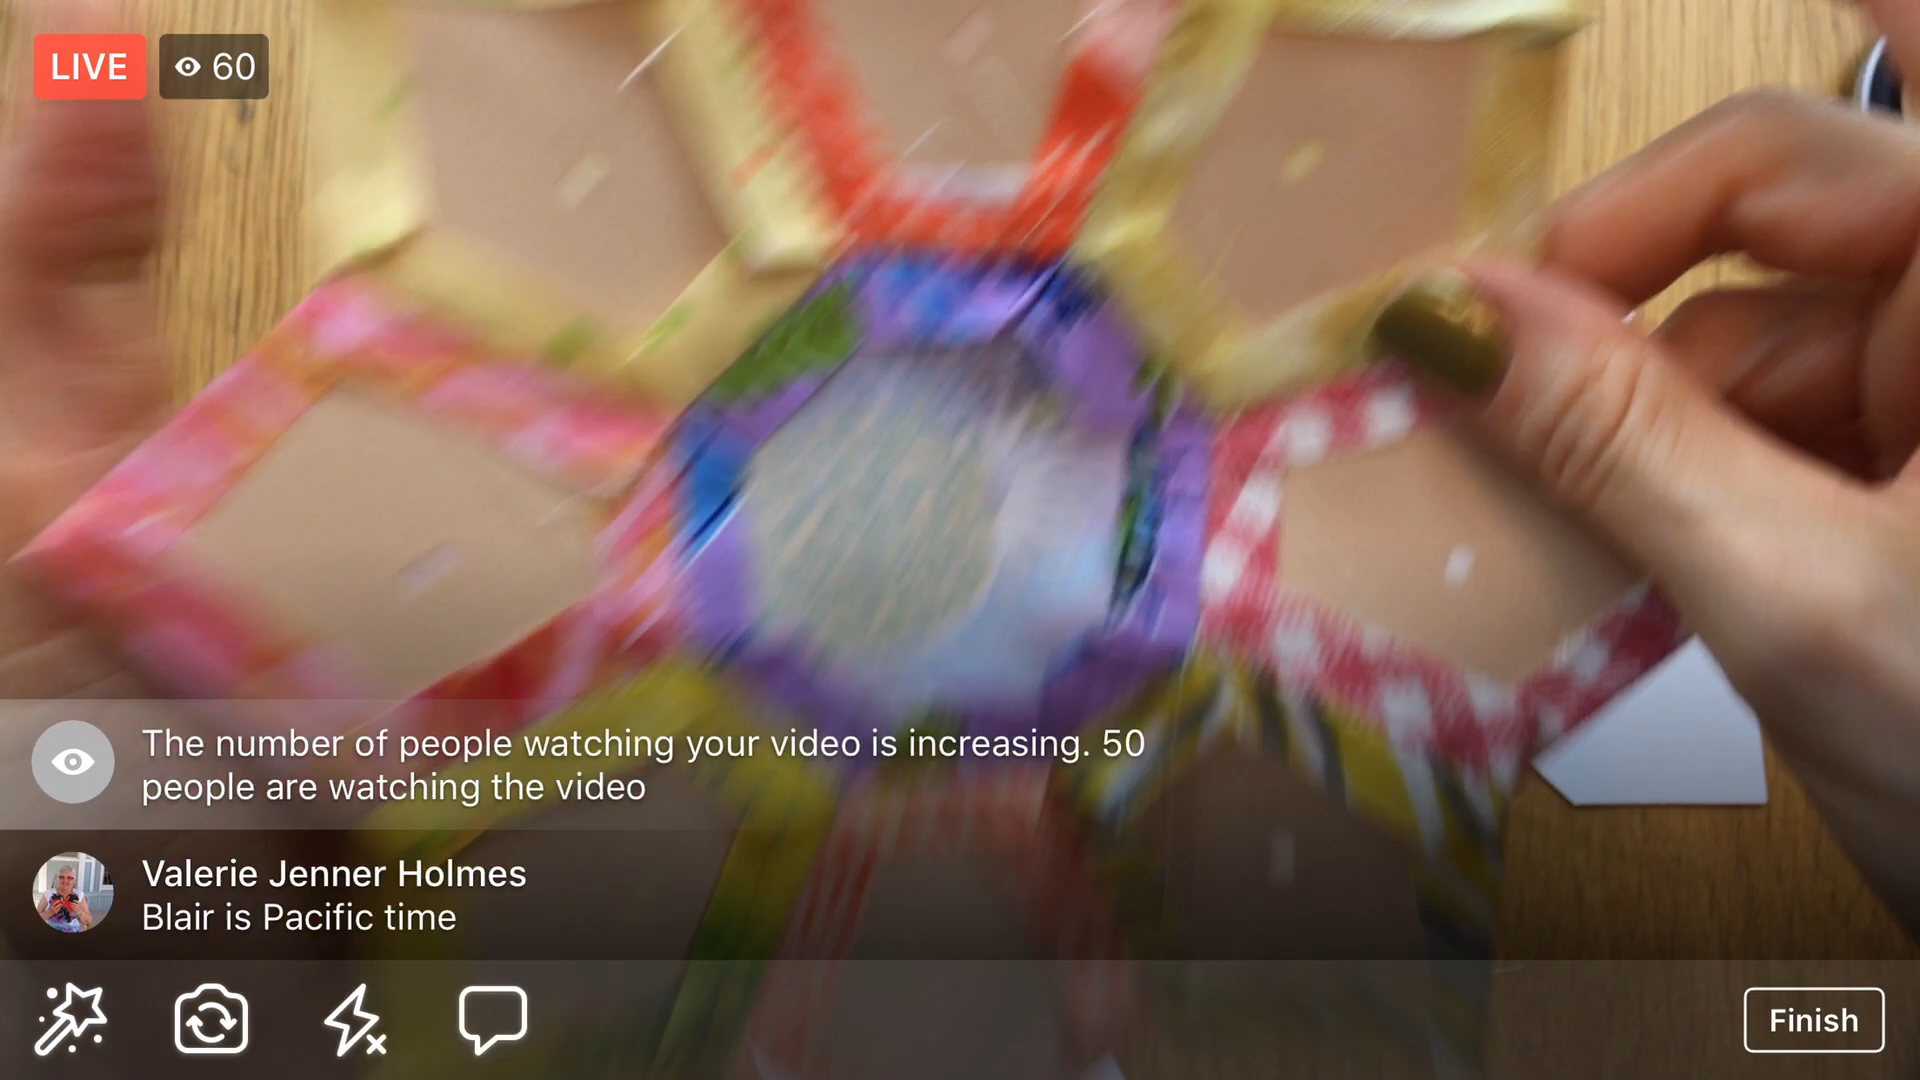 LIVE 60
The number of people watching your video is increasing. 50
people are watching the video
Valerie Jenner Holmes
Blair is Pacific time
Finish